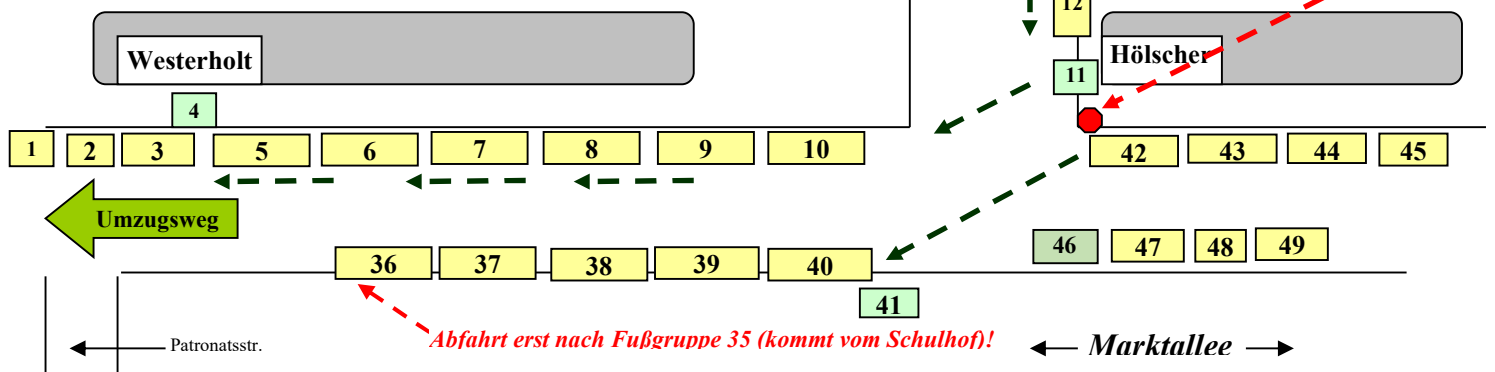 12
Hölscher
Westerholt
11
4
1 2 3 5 6 7 8 9 10
42 43 44 45
Umzugsweg
46 47 48 49
36 37 38 39 40
41
Abfahrt erst nach Fußgruppe 35 (kommt vom Schulhof)!
Patronatsstr.
Marktallee